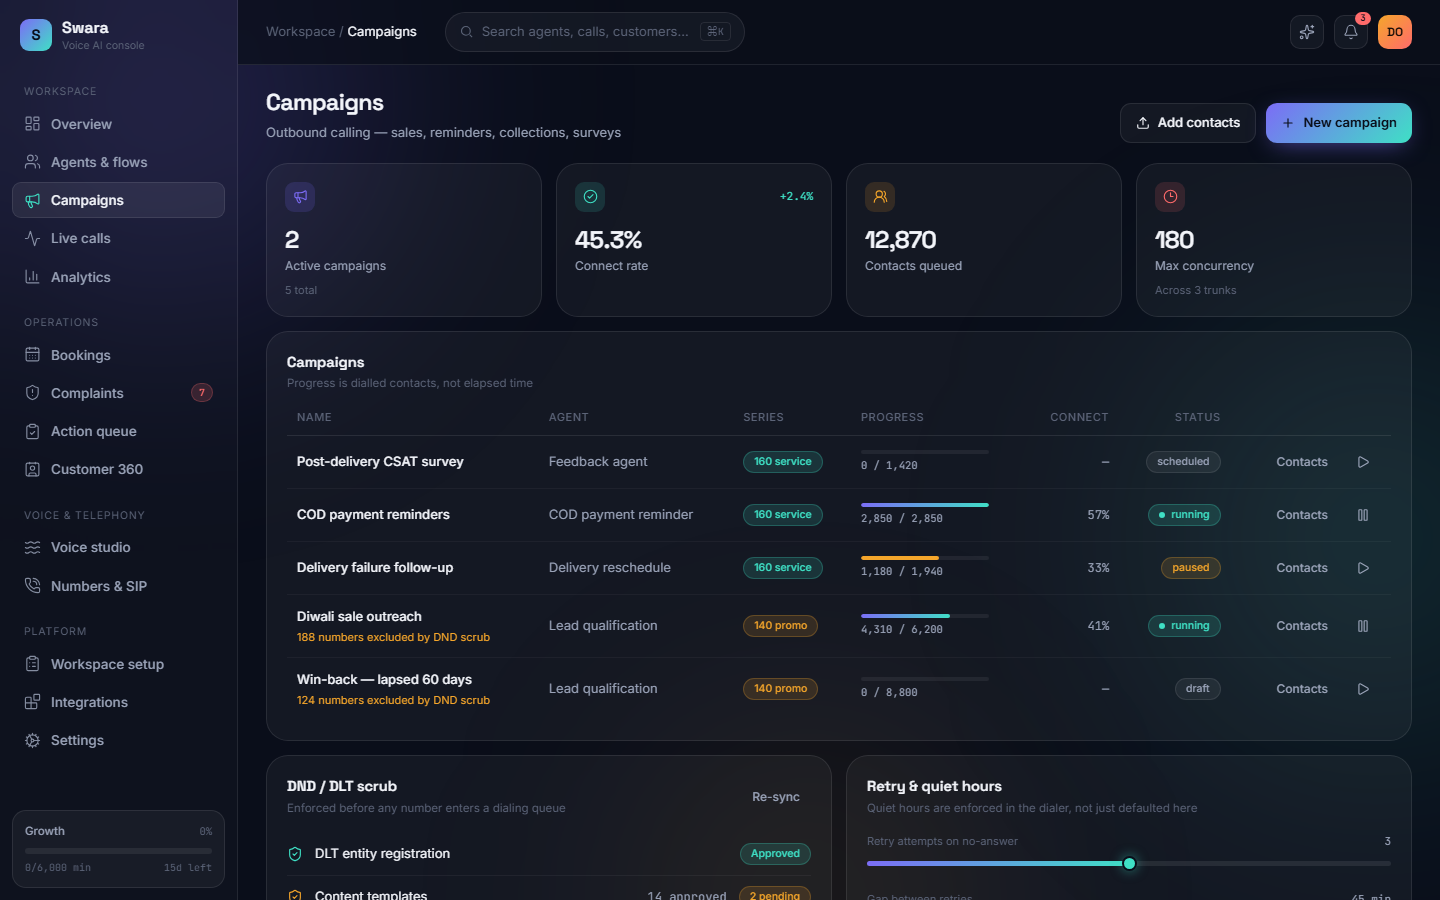 S
Swara
Voice AI console
WORKSPACE
Overview
Agents & flows
Campaigns
Live calls
Analytics
OPERATIONS
Bookings
Complaints
7
Action queue
Customer 360
VOICE & TELEPHONY
Voice studio
Numbers & SIP
PLATFORM
Workspace setup
Integrations
Settings
Growth 0%
0/6,000 min 15d left
Workspace / Campaigns
Search agents, calls, customers... ⌘K
3
DO
Campaigns
Outbound calling — sales, reminders, collections, surveys
Add contacts
+ New campaign
2
Active campaigns
5 total
+2.4%
45.3%
Connect rate
12,870
Contacts queued
180
Max concurrency
Across 3 trunks
Campaigns
Progress is dialled contacts, not elapsed time
NAME AGENT SERIES PROGRESS CONNECT STATUS
Post-delivery CSAT survey Feedback agent 160 service 0 / 1,420 — scheduled Contacts
COD payment reminders COD payment reminder 160 service 2,850 / 2,850 57% running Contacts
Delivery failure follow-up Delivery reschedule 160 service 1,180 / 1,940 33% paused Contacts
Diwali sale outreach
188 numbers excluded by DND scrub
Lead qualification 140 promo 4,310 / 6,200 41% running Contacts
Win-back — lapsed 60 days
124 numbers excluded by DND scrub
Lead qualification 140 promo 0 / 8,800 — draft Contacts
DND / DLT scrub
Enforced before any number enters a dialing queue
Re-sync
DLT entity registration Approved
Content templates 14 approved 2 pending
Retry & quiet hours
Quiet hours are enforced in the dialer, not just defaulted here
Retry attempts on no-answer 3
Gap between retries 45 min